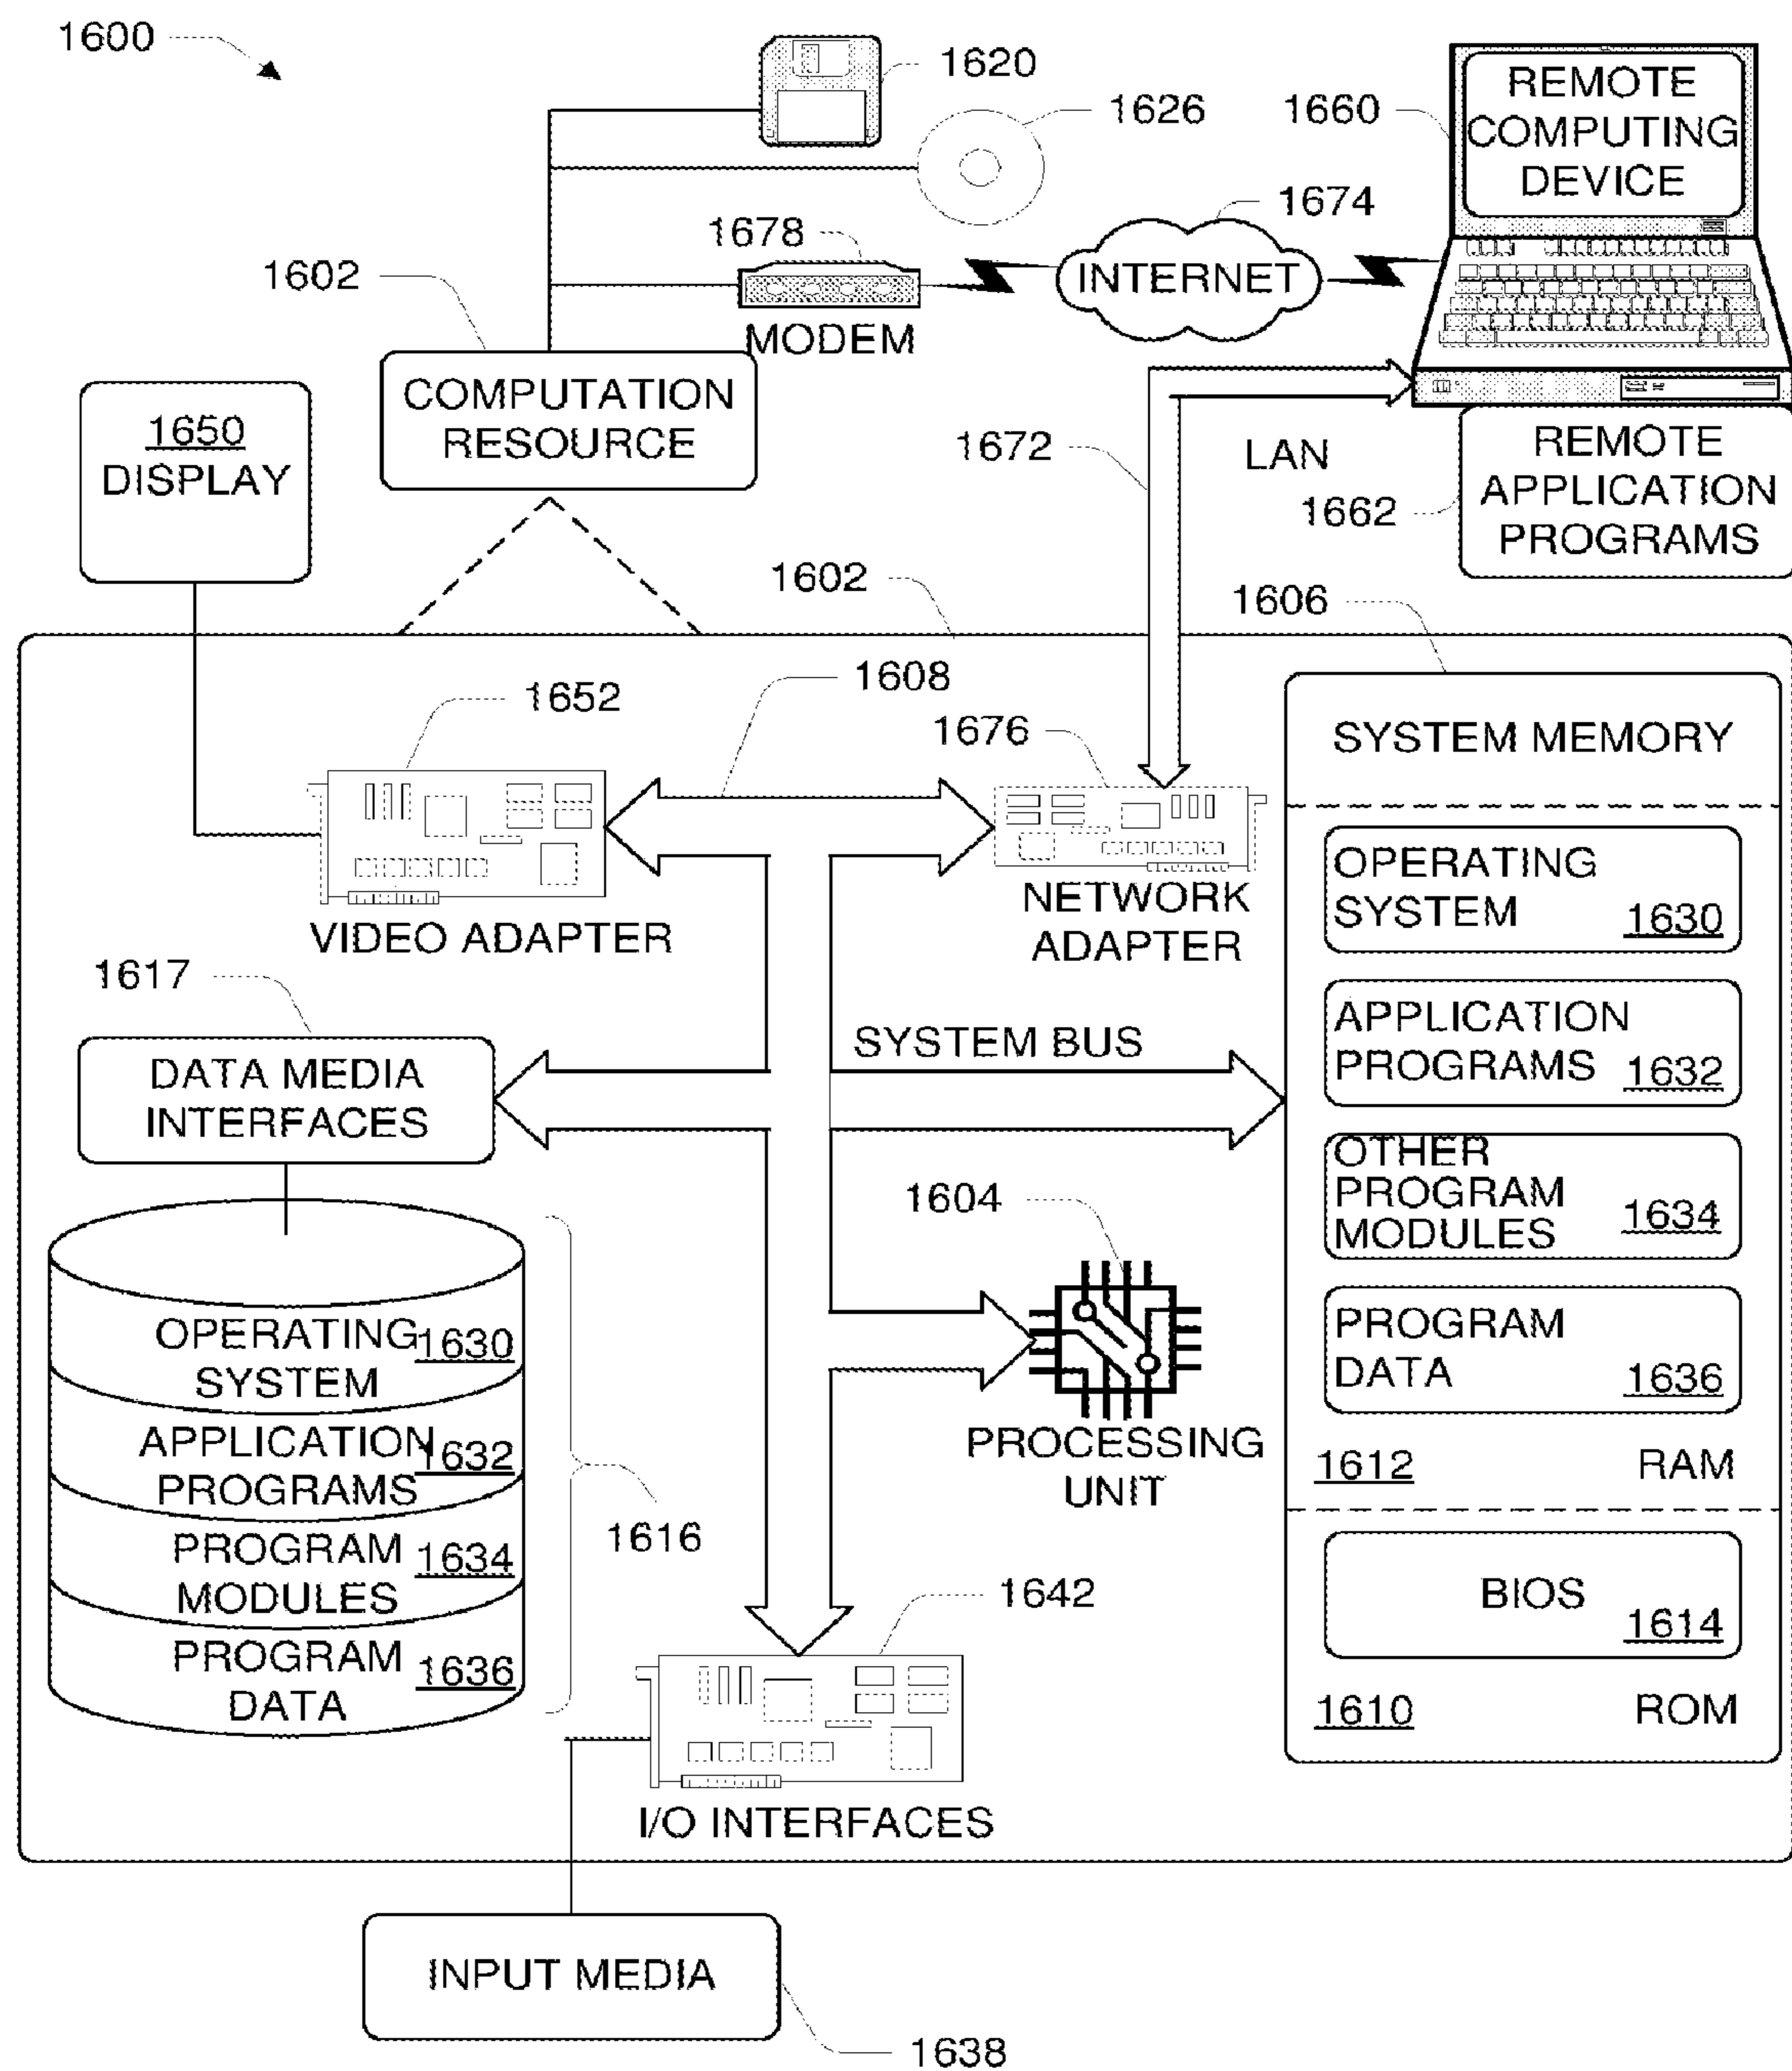 1600
1620
1626
1660
REMOTE
COMPUTING
DEVICE
1674
1678
INTERNET
1602
MODEM
COMPUTATION
RESOURCE
1650
DISPLAY
1672
LAN
REMOTE
APPLICATION
PROGRAMS
1662
1602
1606
1608
1652
1676
SYSTEM MEMORY
VIDEO ADAPTER
NETWORK
ADAPTER
OPERATING
SYSTEM 1630
1617
DATA MEDIA
INTERFACES
SYSTEM BUS
APPLICATION
PROGRAMS 1632
OTHER
PROGRAM
MODULES 1634
1604
PROCESSING
UNIT
PROGRAM
DATA 1636
1612 RAM
OPERATING 1630
SYSTEM
APPLICATION 1632
PROGRAMS
PROGRAM 1634
MODULES
PROGRAM 1636
DATA
1616
1642
BIOS
1614
1610 ROM
I/O INTERFACES
INPUT MEDIA
1638